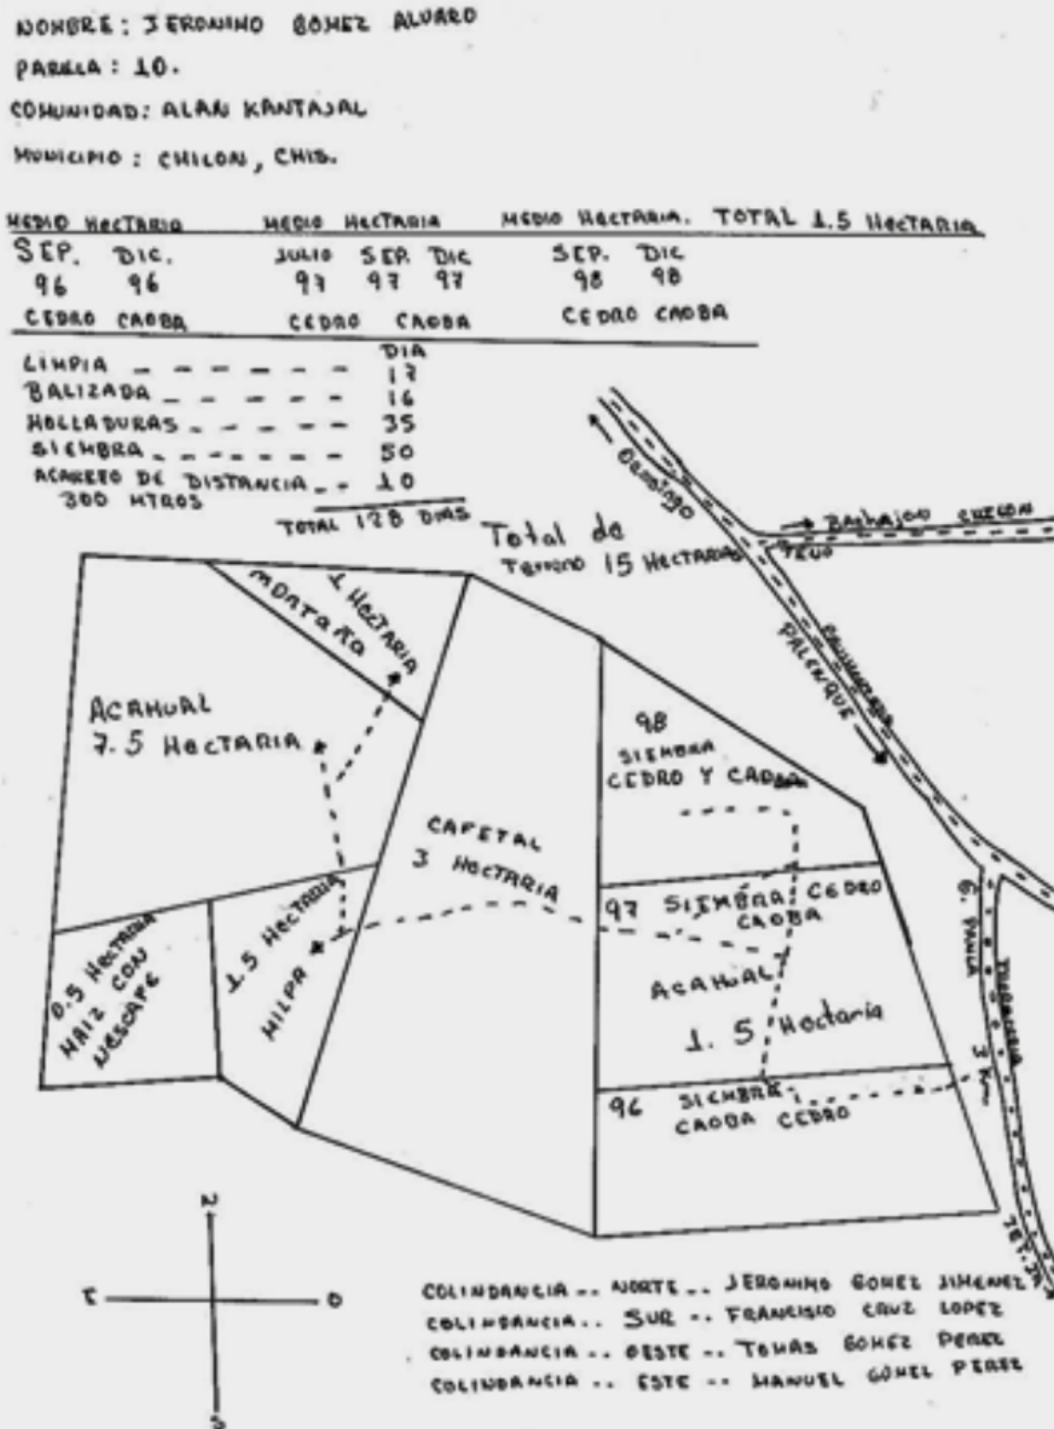 NOMBRE: JERONIMO GOMEZ ALVARO
PARELA: 10.
COMUNIDAD: ALAN KANTAJAL
MUNICIPIO: CHILON, CHIS.
MEDIO HECTARIA MEDIO HECTARIA MEDIO HECTARIA. TOTAL 1.5 HECTARIA
SEP. DIC. JULIO SEP. DIC SEP. DIC
96 96 97 97 97 98 98
CEDRO CAOBA CEDRO CAOBA CEDRO CAOBA
DIA
LIMPIA 17
BALIZADA 16
HOLLADURAS 35
SIEMBRA 50
ACARREO DE DISTANCIA 10
300 MTROS
TOTAL 128 DIAS
Total de
Terreno 15 HECTARIAS
Ocosingo
BACHAJON CHILON
PALENQUE
MONTAÑA
1 HECTARIA
ACAHUAL
7.5 HECTARIA
98
SIEMBRA
CEDRO Y CAOBA
CAFETAL
3 HECTARIA
97 SIEMBRA CEDRO
CAOBA
ACAHUAL
1.5 Hectaria
96 SIEMBRA
CAOBA CEDRO
0.5 HECTARIA
MAIZ CON
NESCAFE
1.5 HECTARIA
MILPA
TERRACERIA
3 Km
N
E O
S
COLINDANCIA -- NORTE -- JERONIMO GOMEZ JIMENEZ
COLINDANCIA .. SUR -- FRANCISCO CRUZ LOPEZ
COLINDANCIA -- OESTE -- TOMAS GOMEZ PEREZ
COLINDANCIA .. ESTE -- MANUEL GOMEZ PEREZ